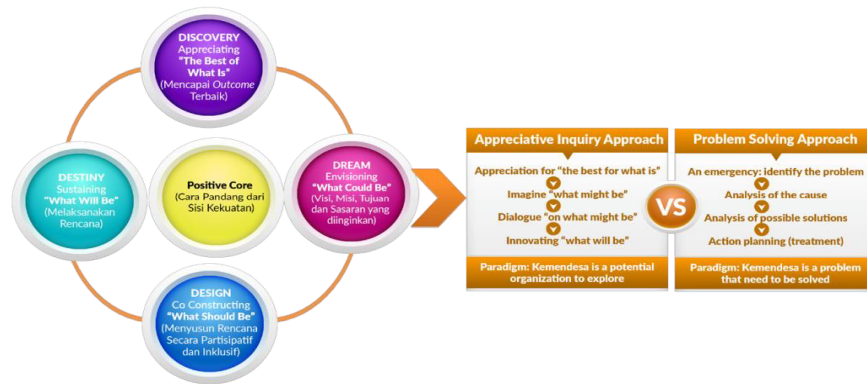 DISCOVERY
Appreciating
"The Best of
What Is"
(Mencapai Outcome
Terbaik)
DESTINY
Sustaining
"What Will Be"
(Melaksanakan
Rencana)
Positive Core
(Cara Pandang dari
Sisi Kekuatan)
DREAM
Envisioning
"What Could Be"
(Visi, Misi, Tujuan
dan Sasaran yang
diinginkan)
DESIGN
Co Constructing
"What Should Be"
(Menyusun Rencana
Secara Partisipatif
dan Inklusif)
Appreciative Inquiry Approach
Appreciation for "the best for what is"
Imagine "what might be"
Dialogue "on what might be"
Innovating "what will be"
Paradigm: Kemendesa is a potential
organization to explore
VS
Problem Solving Approach
An emergency: identify the problem
Analysis of the cause
Analysis of possible solutions
Action planning (treatment)
Paradigm: Kemendesa is a problem
that need to be solved